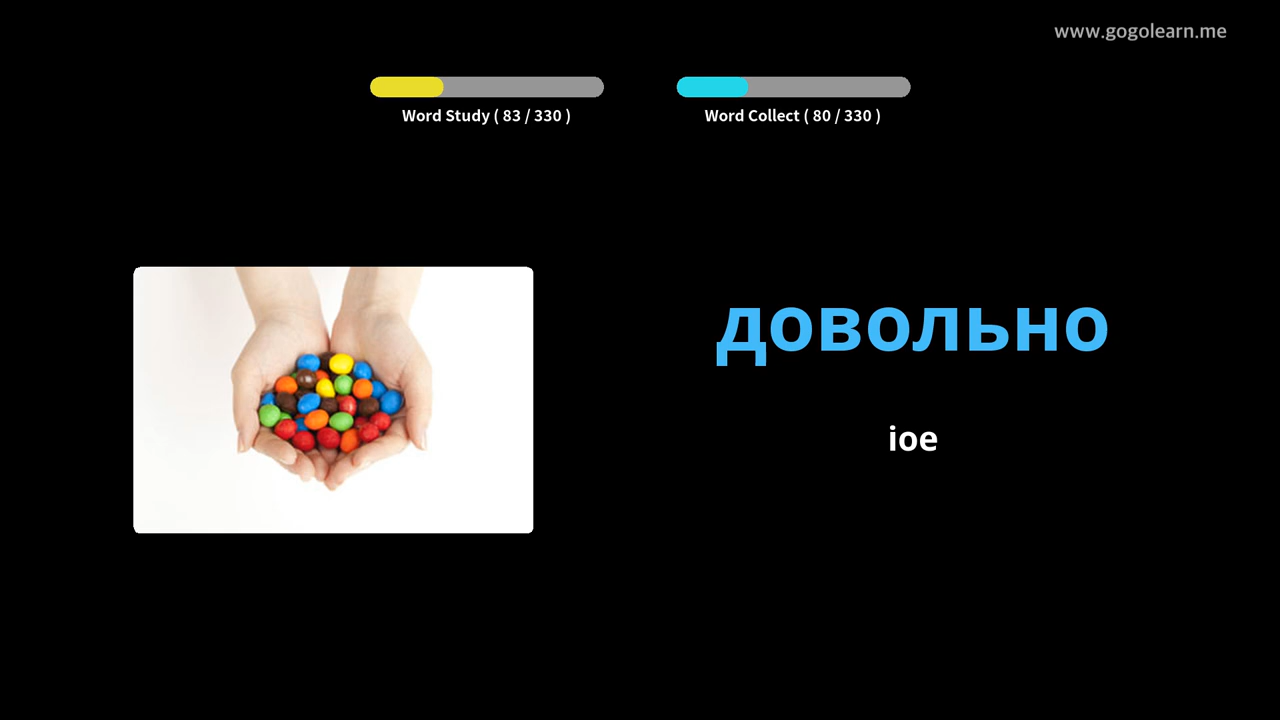 www.gogolearn.me
Word Study ( 83 / 330 )
Word Collect ( 80 / 330 )
довольно
ioe